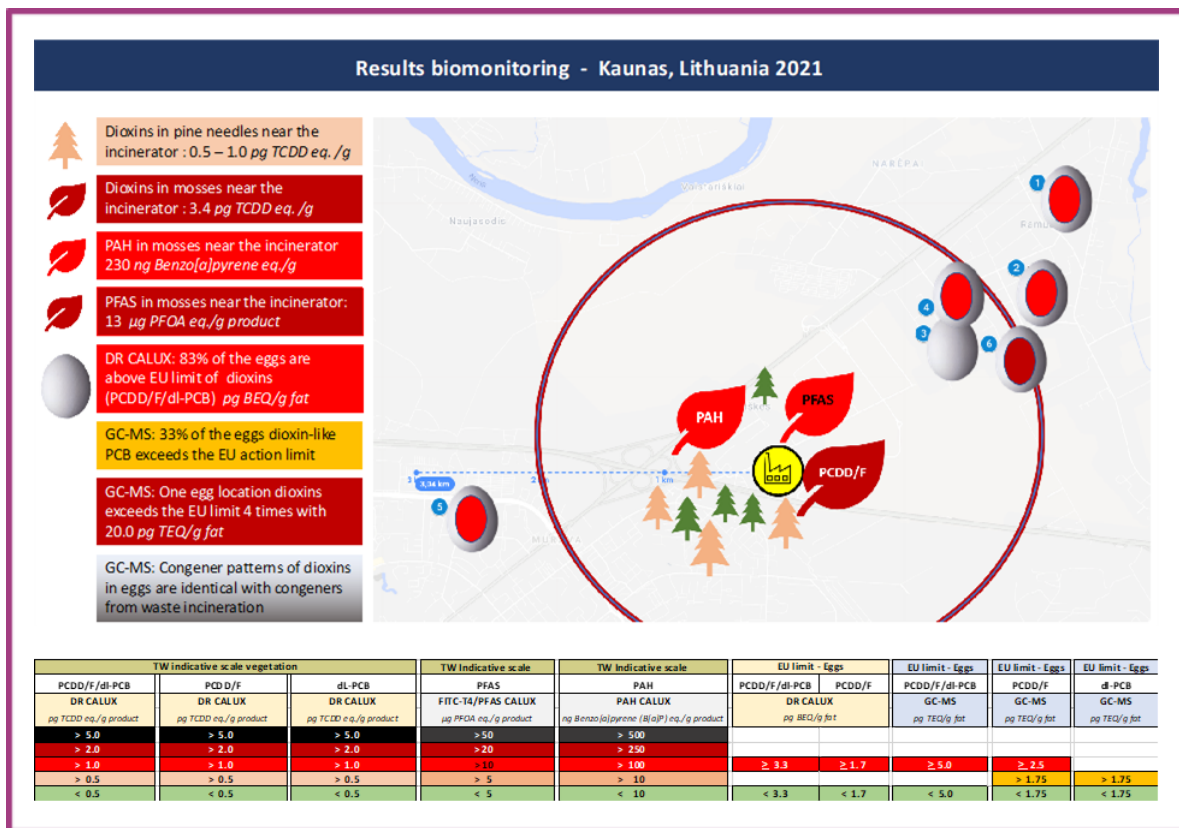 Results biomonitoring - Kaunas, Lithuania 2021
Dioxins in pine needles near the
incinerator : 0.5 – 1.0 pg TCDD eq. /g
Dioxins in mosses near the
incinerator : 3.4 pg TCDD eq. /g
PAH in mosses near the incinerator
230 ng Benzo[a]pyrene eq./g
PFAS in mosses near the incinerator:
13 µg PFOA eq./g product
DR CALUX: 83% of the eggs are
above EU limit of dioxins
(PCDD/F/dl-PCB) pg BEQ/g fat
GC-MS: 33% of the eggs dioxin-like
PCB exceeds the EU action limit
GC-MS: One egg location dioxins
exceeds the EU limit 4 times with
20.0 pg TEQ/g fat
GC-MS: Congener patterns of dioxins
in eggs are identical with congeners
from waste incineration
NARĖPAI
1
Naujasodis
2
4
3
6
PAH
PFAS
PCDD/F
1
3,34 km
5
TW indicative scale vegetation TW Indicative scale TW Indicative scale EU limit - Eggs EU limit - Eggs EU limit - Eggs EU limit - Eggs
PCDD/F/dl-PCB PCDD/F dL-PCB PFAS PAH PCDD/F/dl-PCB PCDD/F PCDD/F/dl-PCB PCDD/F dl-PCB
DR CALUX DR CALUX DR CALUX FITC-T4/PFAS CALUX PAH CALUX DR CALUX GC-MS GC-MS GC-MS
pg TCDD eq./g product pg TCDD eq./g product pg TCDD eq./g product µg PFOA eq./g product ng Benzo(a)pyrene (B[a]P) eq./g product pg BEQ/g fat pg TEQ/g fat pg TEQ/g fat pg TEQ/g fat
> 5.0 > 5.0 > 5.0 >50 > 500
> 2.0 > 2.0 > 2.0 >20 > 250
> 1.0 > 1.0 > 1.0 >10 > 100 ≥ 3.3 ≥ 1.7 ≥ 5.0 ≥ 2.5
> 0.5 > 0.5 > 0.5 > 5 > 10 > 1.75 > 1.75
< 0.5 < 0.5 < 0.5 < 5 < 10 < 3.3 < 1.7 < 5.0 < 1.75 < 1.75